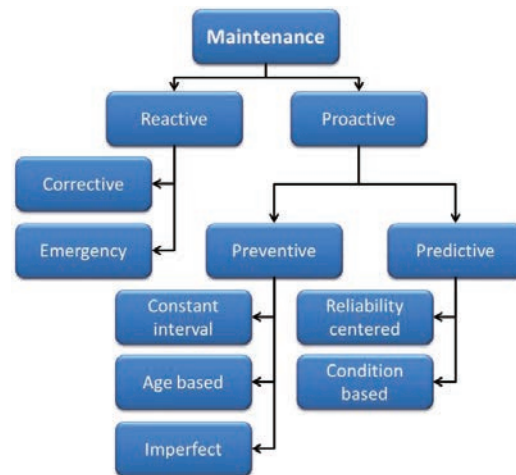 Maintenance
Reactive
Proactive
Corrective
Emergency
Preventive
Predictive
Constant
interval
Reliability
centered
Age based
Condition
based
Imperfect